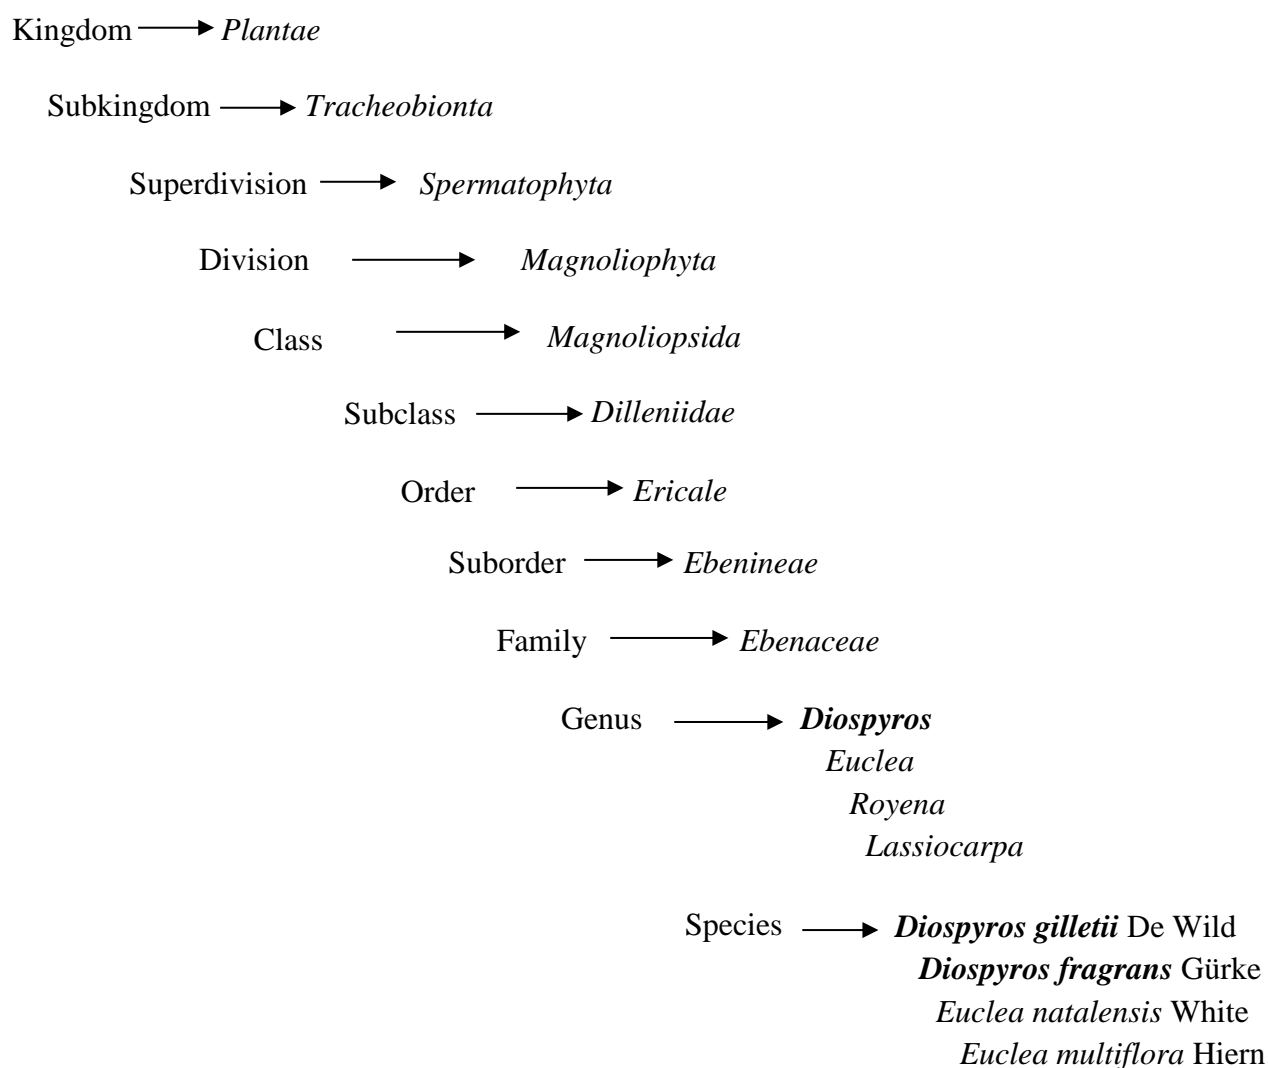 Kingdom Plantae
Subkingdom Tracheobionta
Superdivision Spermatophyta
Division Magnoliophyta
Class Magnoliopsida
Subclass Dilleniidae
Order Ericale
Suborder Ebenineae
Family Ebenaceae
Genus Diospyros
Euclea
Royena
Lassiocarpa
Species Diospyros gilletii De Wild
Diospyros fragrans Gürke
Euclea natalensis White
Euclea multiflora Hiern